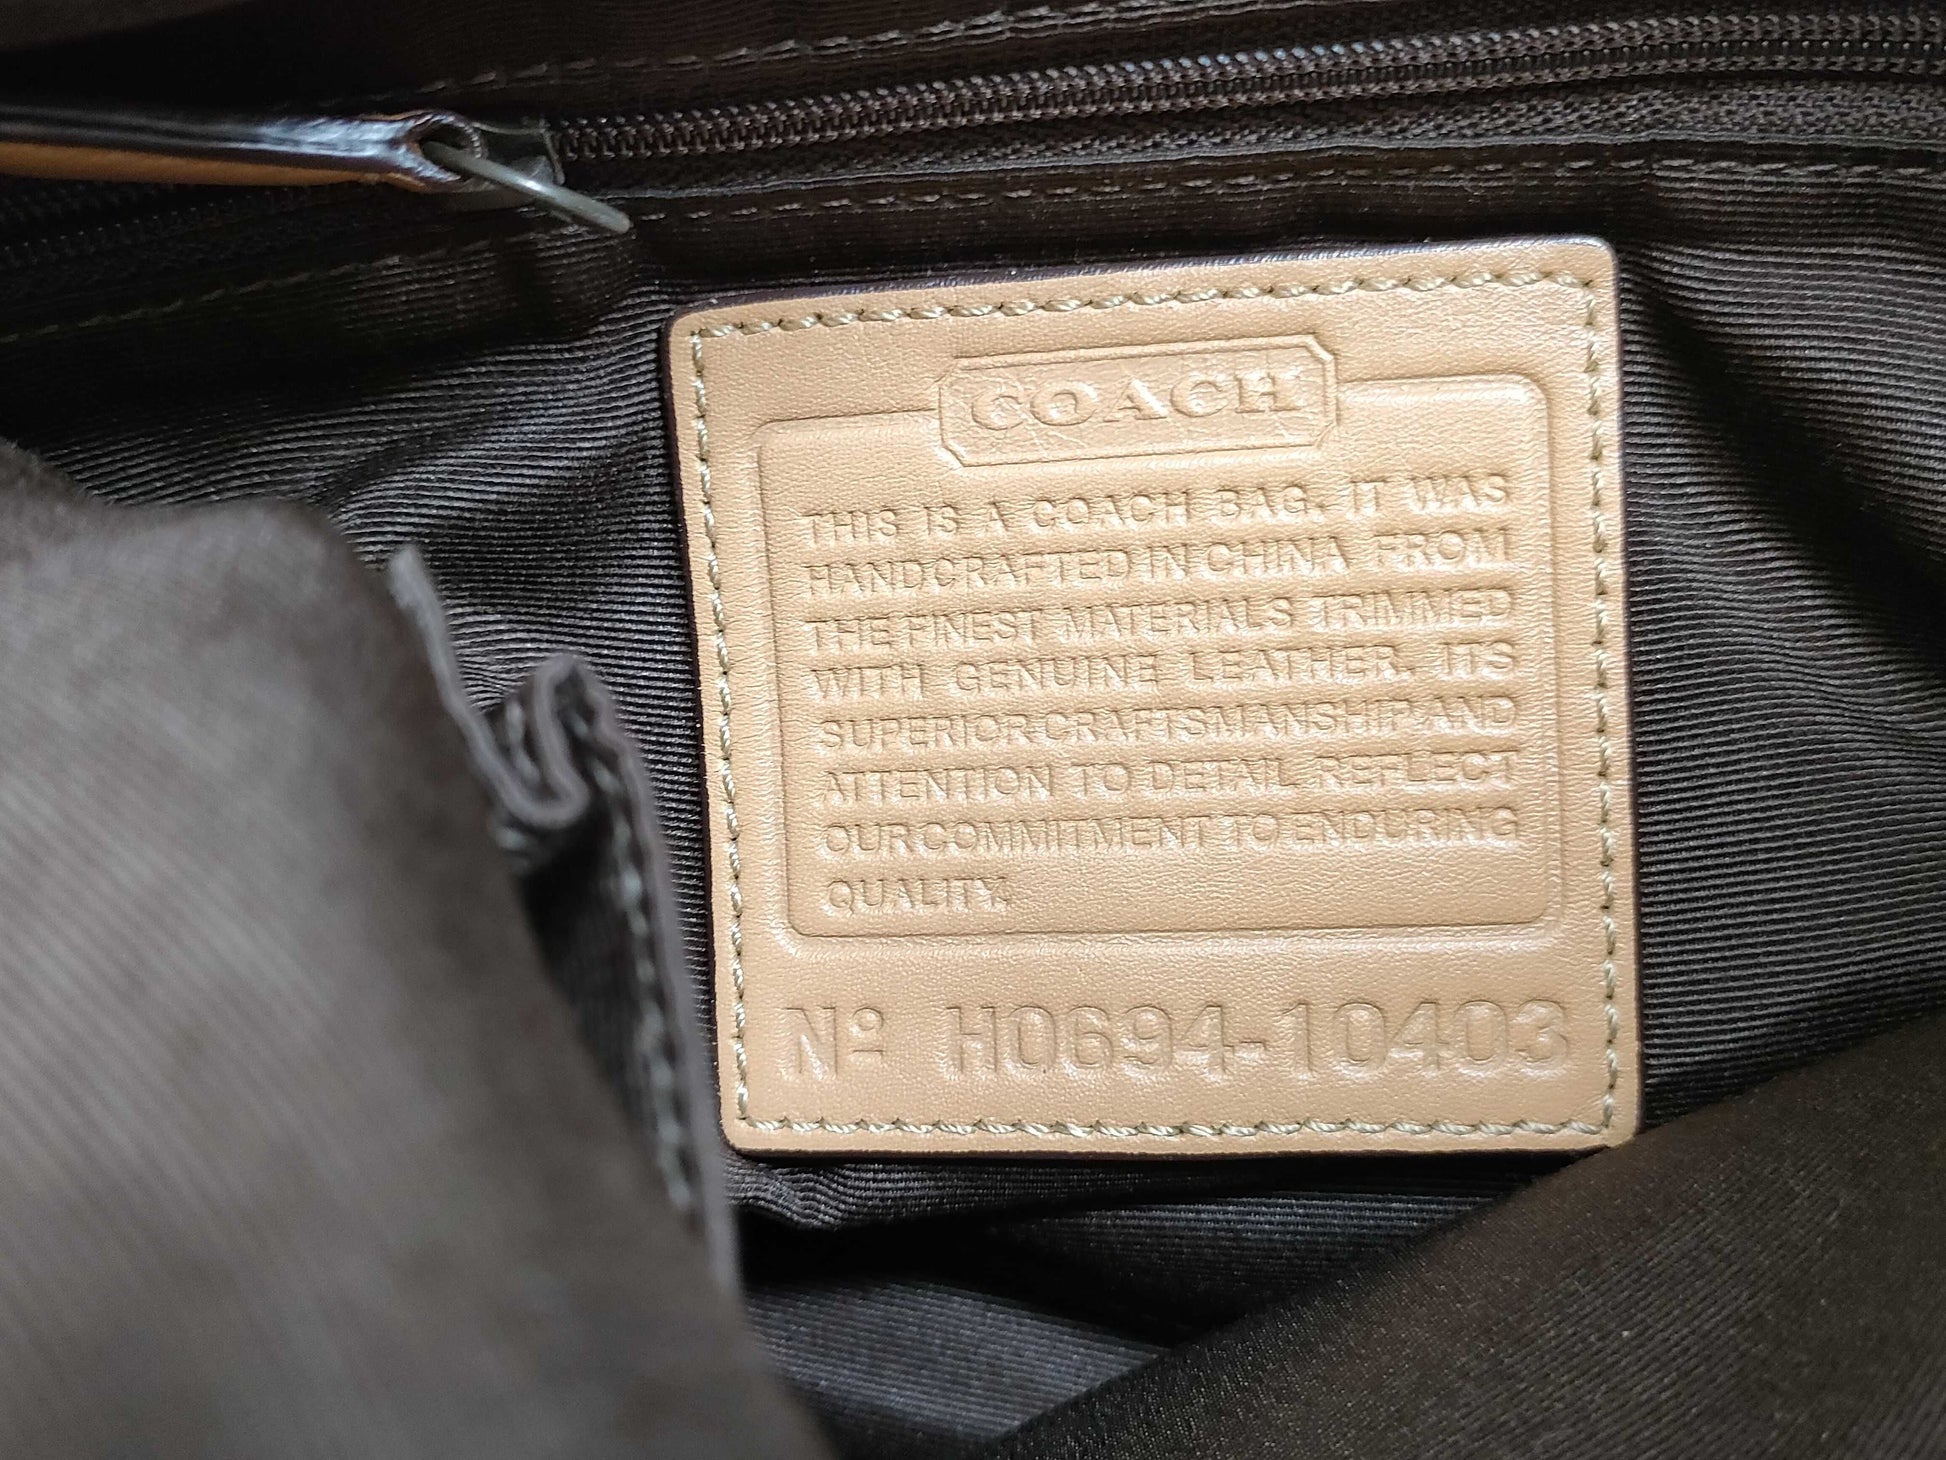 COACH
THIS IS A COACH BAG. IT WAS
HANDCRAFTED IN CHINA FROM
THE FINEST MATERIALS TRIMMED
WITH GENUINE LEATHER. ITS
SUPERIOR CRAFTSMANSHIP AND
ATTENTION TO DETAIL REFLECT
OUR COMMITMENT TO ENDURING
QUALITY.
Nº H0694-10403